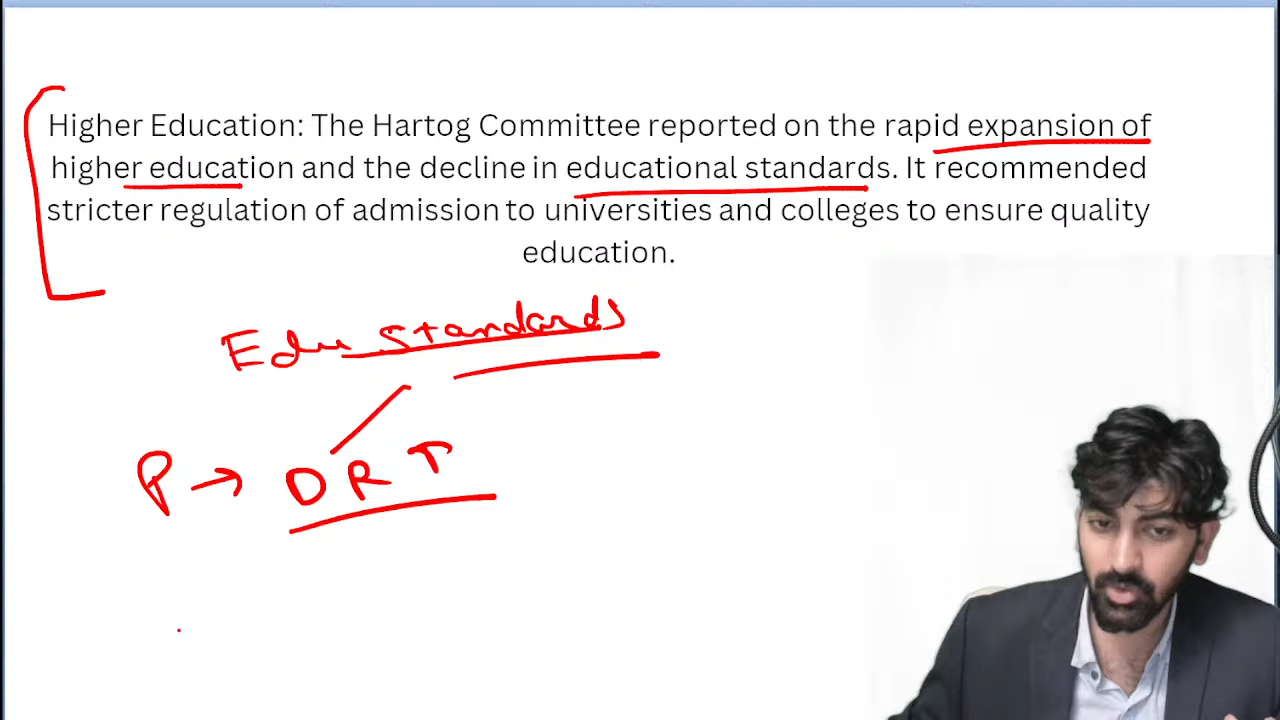 Higher Education: The Hartog Committee reported on the rapid expansion of
higher education and the decline in educational standards. It recommended
stricter regulation of admission to universities and colleges to ensure quality
education.
Edu standards
P → D R T